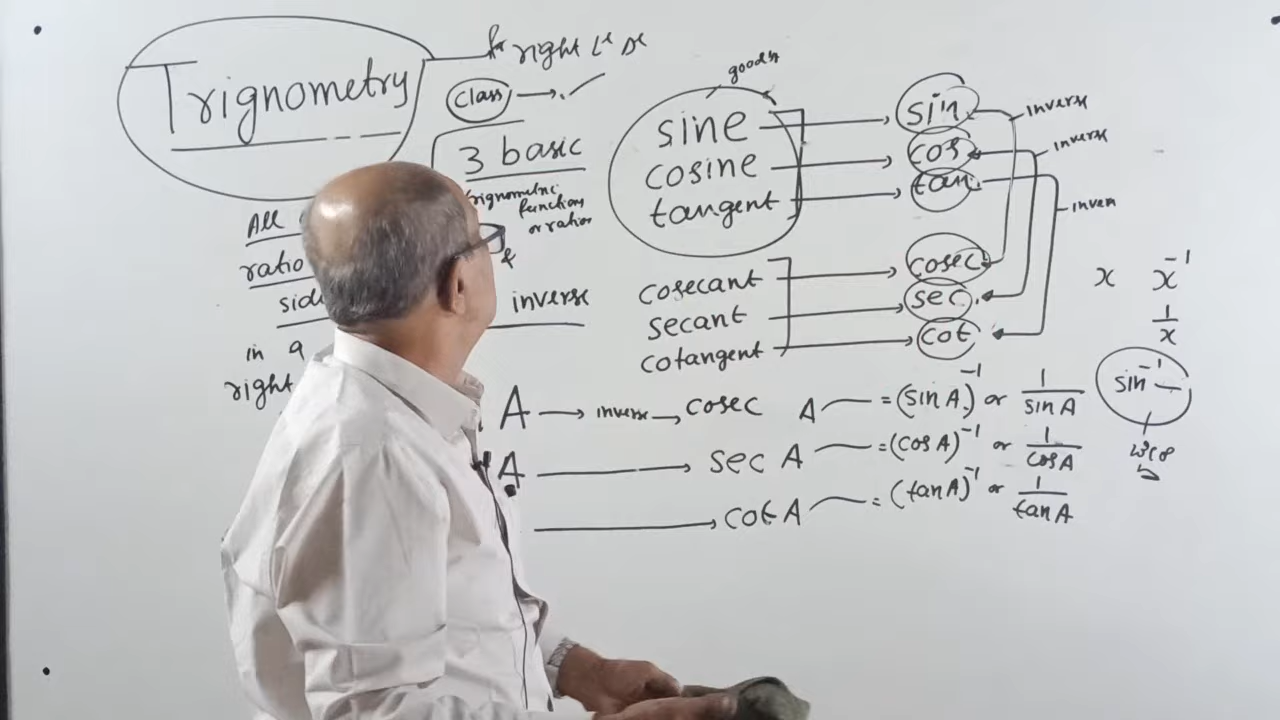 Trignometry
for right
class
3 basic
trignometric
function
or ratios
&
inverse
All
ratio
side
in a
right
sine
cosine
tangent
sin
cos
tan
inverse
inverse
inver
cosecant
secant
cotangent
cosec
sec
cot
x x⁻¹
1/x
sin⁻¹
A → inverse → cosec A = (sin A)⁻¹ or 1/sin A
A → sec A = (cos A)⁻¹ or 1/cos A
cot A = (tan A)⁻¹ or 1/tan A